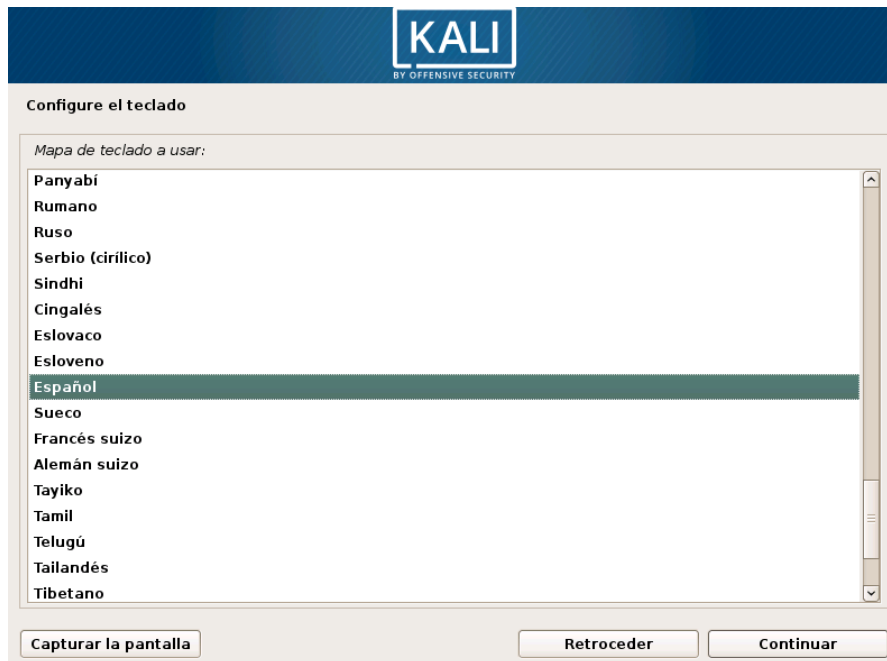 KALI
BY OFFENSIVE SECURITY
Configure el teclado
Mapa de teclado a usar:
Panyabí
Rumano
Ruso
Serbio (cirílico)
Sindhi
Cingalés
Eslovaco
Esloveno
Español
Sueco
Francés suizo
Alemán suizo
Tayiko
Tamil
Telugú
Tailandés
Tibetano
Capturar la pantalla
Retroceder
Continuar